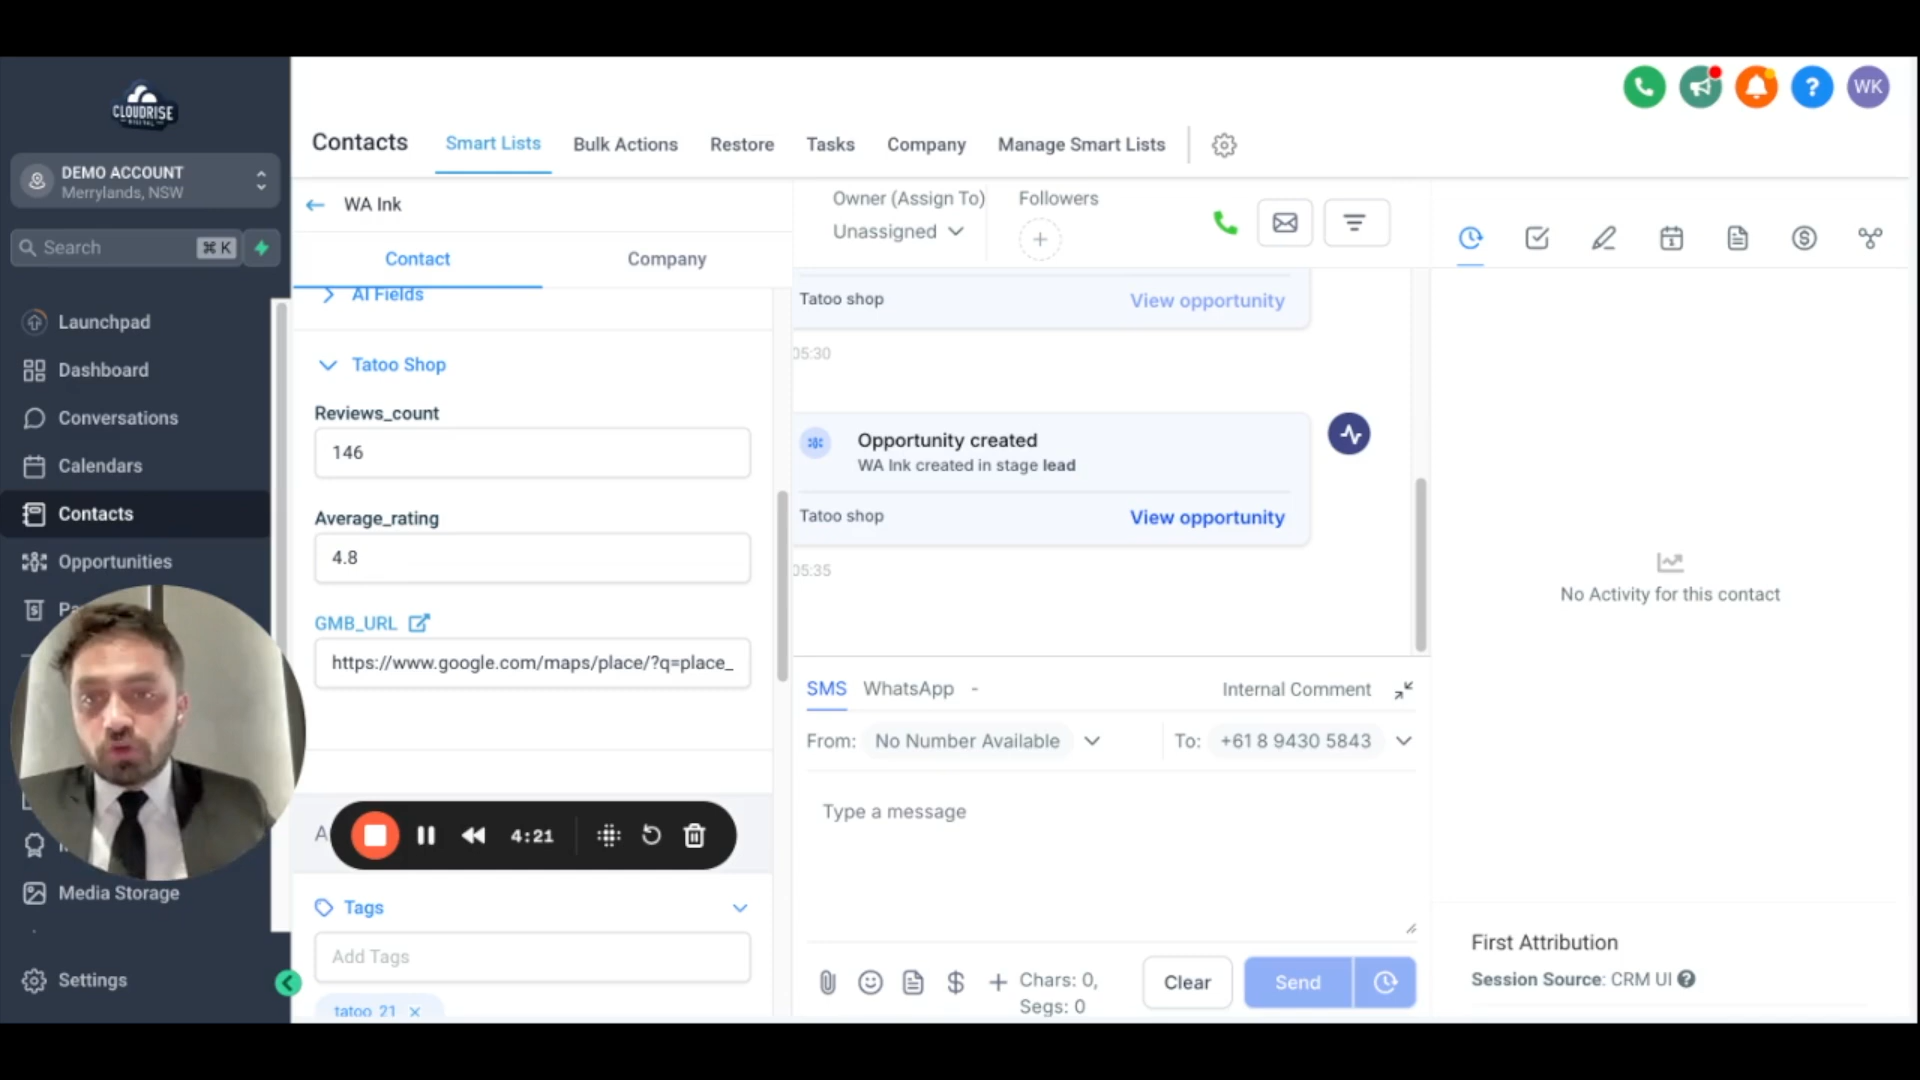 CLOUDRISE
DIGITAL
DEMO ACCOUNT
Merrylands, NSW
Search
⌘ K
Launchpad
Dashboard
Conversations
Calendars
Contacts
Opportunities
Pa
Media Storage
Settings
WK
?
Contacts
Smart Lists
Bulk Actions
Restore
Tasks
Company
Manage Smart Lists
WA Ink
Contact
Company
AI Fields
Tatoo Shop
Reviews_count
146
Average_rating
4.8
GMB_URL
https://www.google.com/maps/place/?q=place_
A
4:21
Tags
Add Tags
tatoo 21 ×
Owner (Assign To)
Unassigned
Followers
Tatoo shop
View opportunity
05:30
Opportunity created
WA Ink created in stage lead
Tatoo shop
View opportunity
05:35
SMS
WhatsApp
-
Internal Comment
From: No Number Available
To: +61 8 9430 5843
Type a message
Chars: 0,
Segs: 0
Clear
Send
No Activity for this contact
First Attribution
Session Source: CRM UI ?